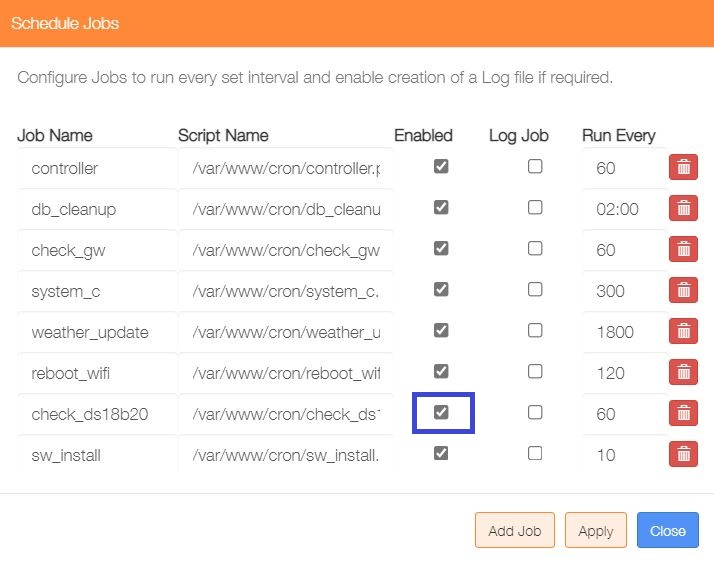 Schedule Jobs
Configure Jobs to run every set interval and enable creation of a Log file if required.
Job Name Script Name Enabled Log Job Run Every
controller /var/www/cron/controller.p 60
db_cleanup /var/www/cron/db_cleanu 02:00
check_gw /var/www/cron/check_gw 60
system_c /var/www/cron/system_c. 300
weather_update /var/www/cron/weather_u 1800
reboot_wifi /var/www/cron/reboot_wif 120
check_ds18b20 /var/www/cron/check_ds1 60
sw_install /var/www/cron/sw_install. 10
Add Job Apply Close